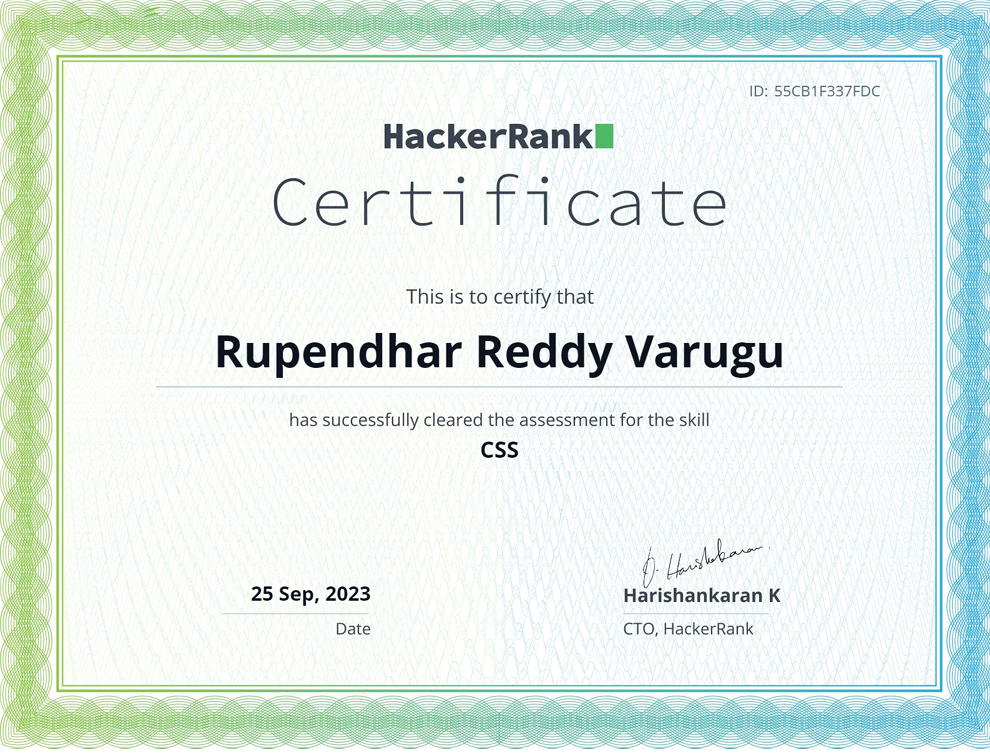 ID: 55CB1F337FDC
HackerRank
Certificate
This is to certify that
Rupendhar Reddy Varugu
has successfully cleared the assessment for the skill
CSS
25 Sep, 2023
Date
Harishankaran K
CTO, HackerRank